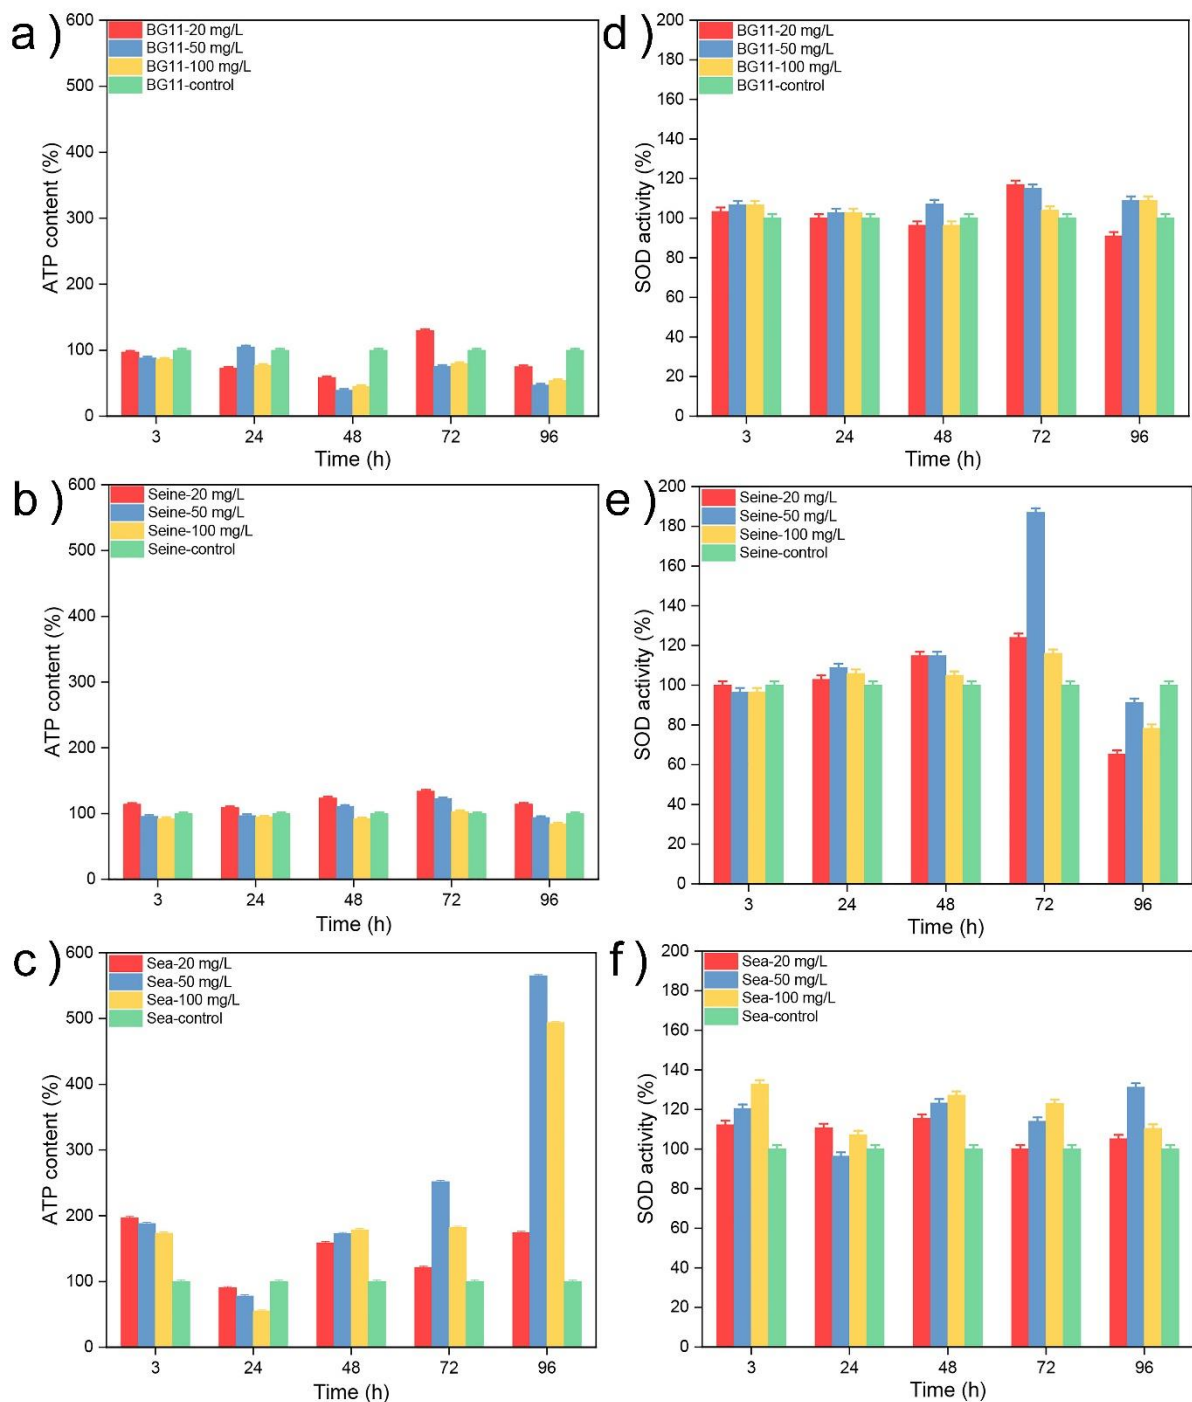 a )
600
500
400
300
200
100
0
ATP content (%)
BG11-20 mg/L
BG11-50 mg/L
BG11-100 mg/L
BG11-control
3 24 48 72 96
Time (h)
d )
200
180
160
140
120
100
80
60
40
20
0
SOD activity (%)
BG11-20 mg/L
BG11-50 mg/L
BG11-100 mg/L
BG11-control
3 24 48 72 96
Time (h)
b )
600
500
400
300
200
100
0
ATP content (%)
Seine-20 mg/L
Seine-50 mg/L
Seine-100 mg/L
Seine-control
3 24 48 72 96
Time (h)
e )
200
180
160
140
120
100
80
60
40
20
0
SOD activity (%)
Seine-20 mg/L
Seine-50 mg/L
Seine-100 mg/L
Seine-control
3 24 48 72 96
Time (h)
c )
600
500
400
300
200
100
0
ATP content (%)
Sea-20 mg/L
Sea-50 mg/L
Sea-100 mg/L
Sea-control
3 24 48 72 96
Time (h)
f )
200
180
160
140
120
100
80
60
40
20
0
SOD activity (%)
Sea-20 mg/L
Sea-50 mg/L
Sea-100 mg/L
Sea-control
3 24 48 72 96
Time (h)